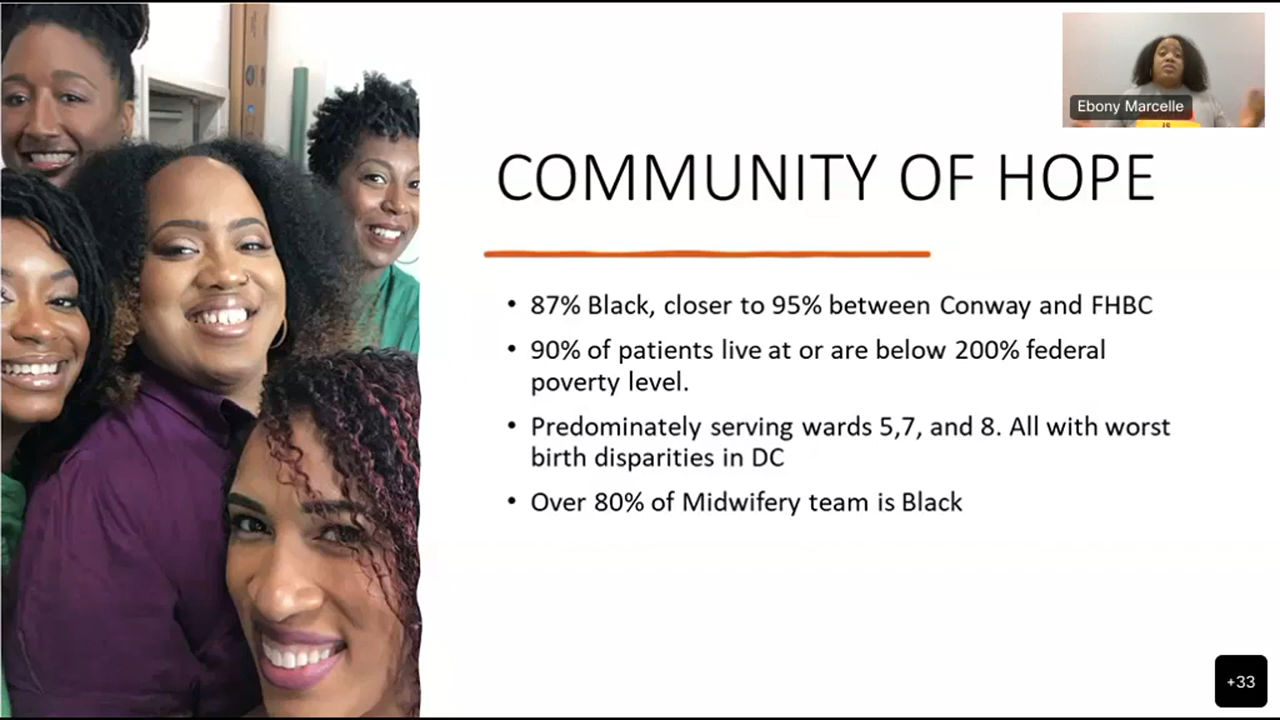 Ebony Marcelle
IS
COMMUNITY OF HOPE
• 87% Black, closer to 95% between Conway and FHBC
• 90% of patients live at or are below 200% federal
poverty level.
• Predominately serving wards 5,7, and 8. All with worst
birth disparities in DC
• Over 80% of Midwifery team is Black
+33